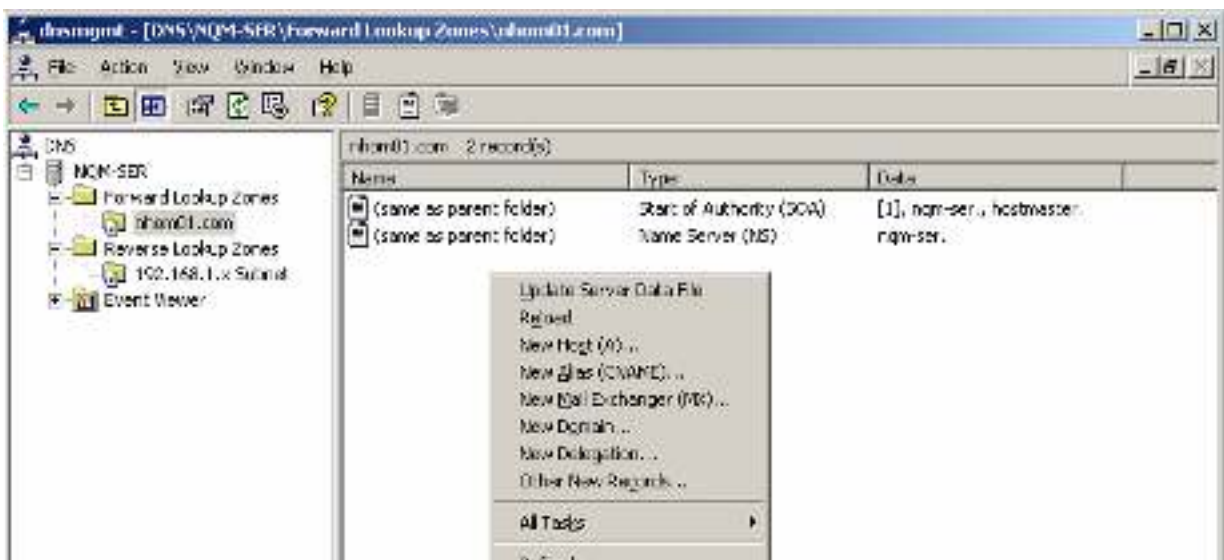 dnsmgmt - [DNS\NQM-SER\Forward Lookup Zones\nhom01.com]
File Action View Window Help
DNS
NQM-SER
Forward Lookup Zones
nhom01.com
Reverse Lookup Zones
192.168.1.x Subnet
Event Viewer
nhom01.com 2 record(s)
Name Type Data
(same as parent folder) Start of Authority (SOA) [1], nqm-ser., hostmaster.
(same as parent folder) Name Server (NS) nqm-ser.
Update Server Data File
Reload
New Host (A)...
New Alias (CNAME)...
New Mail Exchanger (MX)...
New Domain...
New Delegation...
Other New Records...
All Tasks